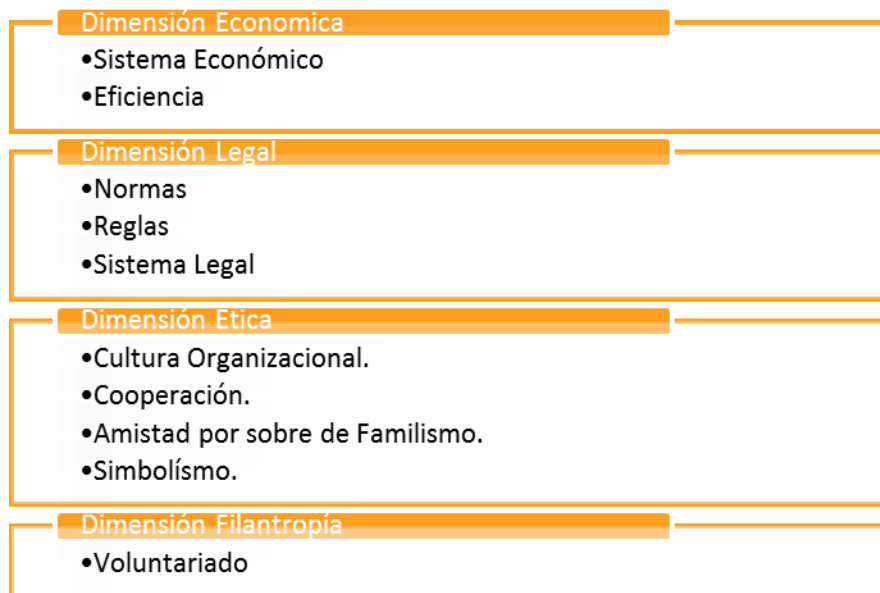 Dimensión Economica
•Sistema Económico
•Eficiencia
Dimensión Legal
•Normas
•Reglas
•Sistema Legal
Dimensión Etica
•Cultura Organizacional.
•Cooperación.
•Amistad por sobre de Familismo.
•Simbolísmo.
Dimensión Filantropía
•Voluntariado